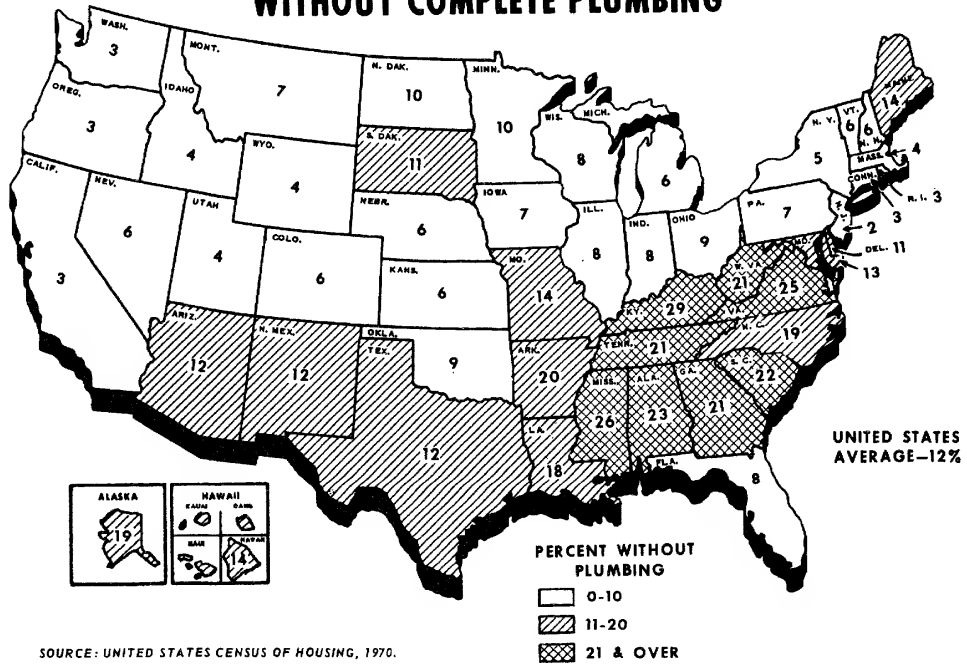 WITHOUT COMPLETE PLUMBING
WASH.
3
MONT.
7
N. DAK.
10
MINN.
10
OREG.
3
IDAHO
4
S. DAK.
11
WIS.
8
MICH.
6
N. Y.
5
VT.
6
N. H.
6
MAINE
14
MASS.
4
CONN.
3
R. I. 3
WYO.
4
CALIF.
3
NEV.
6
UTAH
4
COLO.
6
NEBR.
6
IOWA
7
ILL.
8
IND.
8
OHIO
9
PA.
7
2
DEL. 11
MD.
13
KANS.
6
MO.
14
KY.
29
W. VA.
21
VA.
25
ARIZ.
12
N. MEX.
12
OKLA.
9
TEX.
12
ARK.
20
TENN.
21
N. C.
19
S. C.
22
MISS.
26
ALA.
23
GA.
21
LA.
18
FLA.
8
UNITED STATES
AVERAGE—12%
ALASKA
19
HAWAII
KAUAI
OAHU
MAUI
HAWAII
14
PERCENT WITHOUT
PLUMBING
0-10
11-20
21 & OVER
SOURCE: UNITED STATES CENSUS OF HOUSING, 1970.